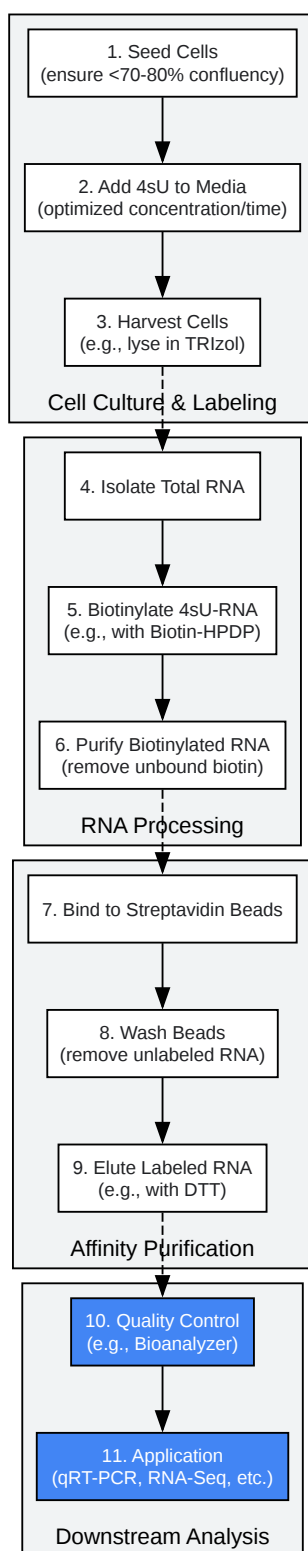 1. Seed Cells
(ensure <70-80% confluency)
2. Add 4sU to Media
(optimized concentration/time)
3. Harvest Cells
(e.g., lyse in TRIzol)
Cell Culture & Labeling
4. Isolate Total RNA
5. Biotinylate 4sU-RNA
(e.g., with Biotin-HPDP)
6. Purify Biotinylated RNA
(remove unbound biotin)
RNA Processing
7. Bind to Streptavidin Beads
8. Wash Beads
(remove unlabeled RNA)
9. Elute Labeled RNA
(e.g., with DTT)
Affinity Purification
10. Quality Control
(e.g., Bioanalyzer)
11. Application
(qRT-PCR, RNA-Seq, etc.)
Downstream Analysis